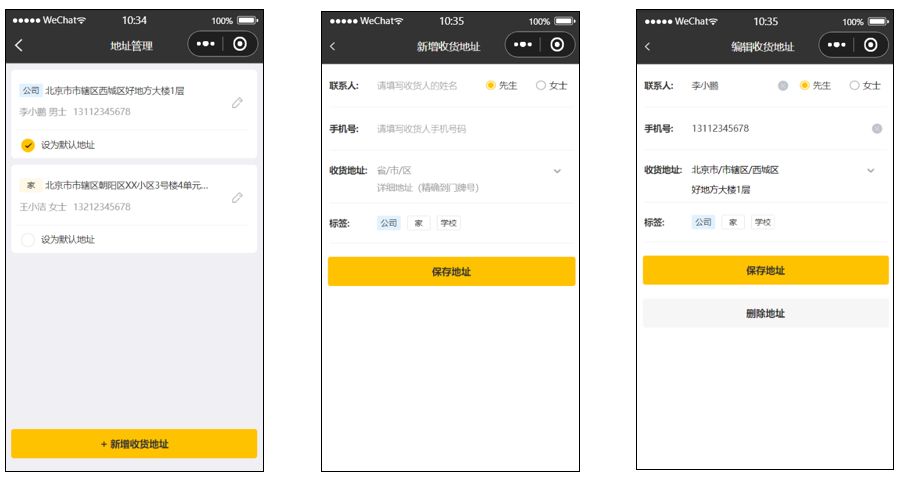 ●●●●● WeChat 10:34 100%
地址管理
公司 北京市市辖区西城区好地方大楼1层
李小鹏 男士 13112345678
设为默认地址
家 北京市市辖区朝阳区XX小区3号楼4单元...
王小洁 女士 13212345678
设为默认地址
+ 新增收货地址
●●●●● WeChat 10:35 100%
新增收货地址
联系人: 请填写收货人的姓名 先生 女士
手机号: 请填写收货人手机号码
收货地址: 省/市/区
详细地址（精确到门牌号）
标签: 公司 家 学校
保存地址
●●●●● WeChat 10:35 100%
编辑收货地址
联系人: 李小鹏 先生 女士
手机号: 13112345678
收货地址: 北京市/市辖区/西城区
好地方大楼1层
标签: 公司 家 学校
保存地址
删除地址